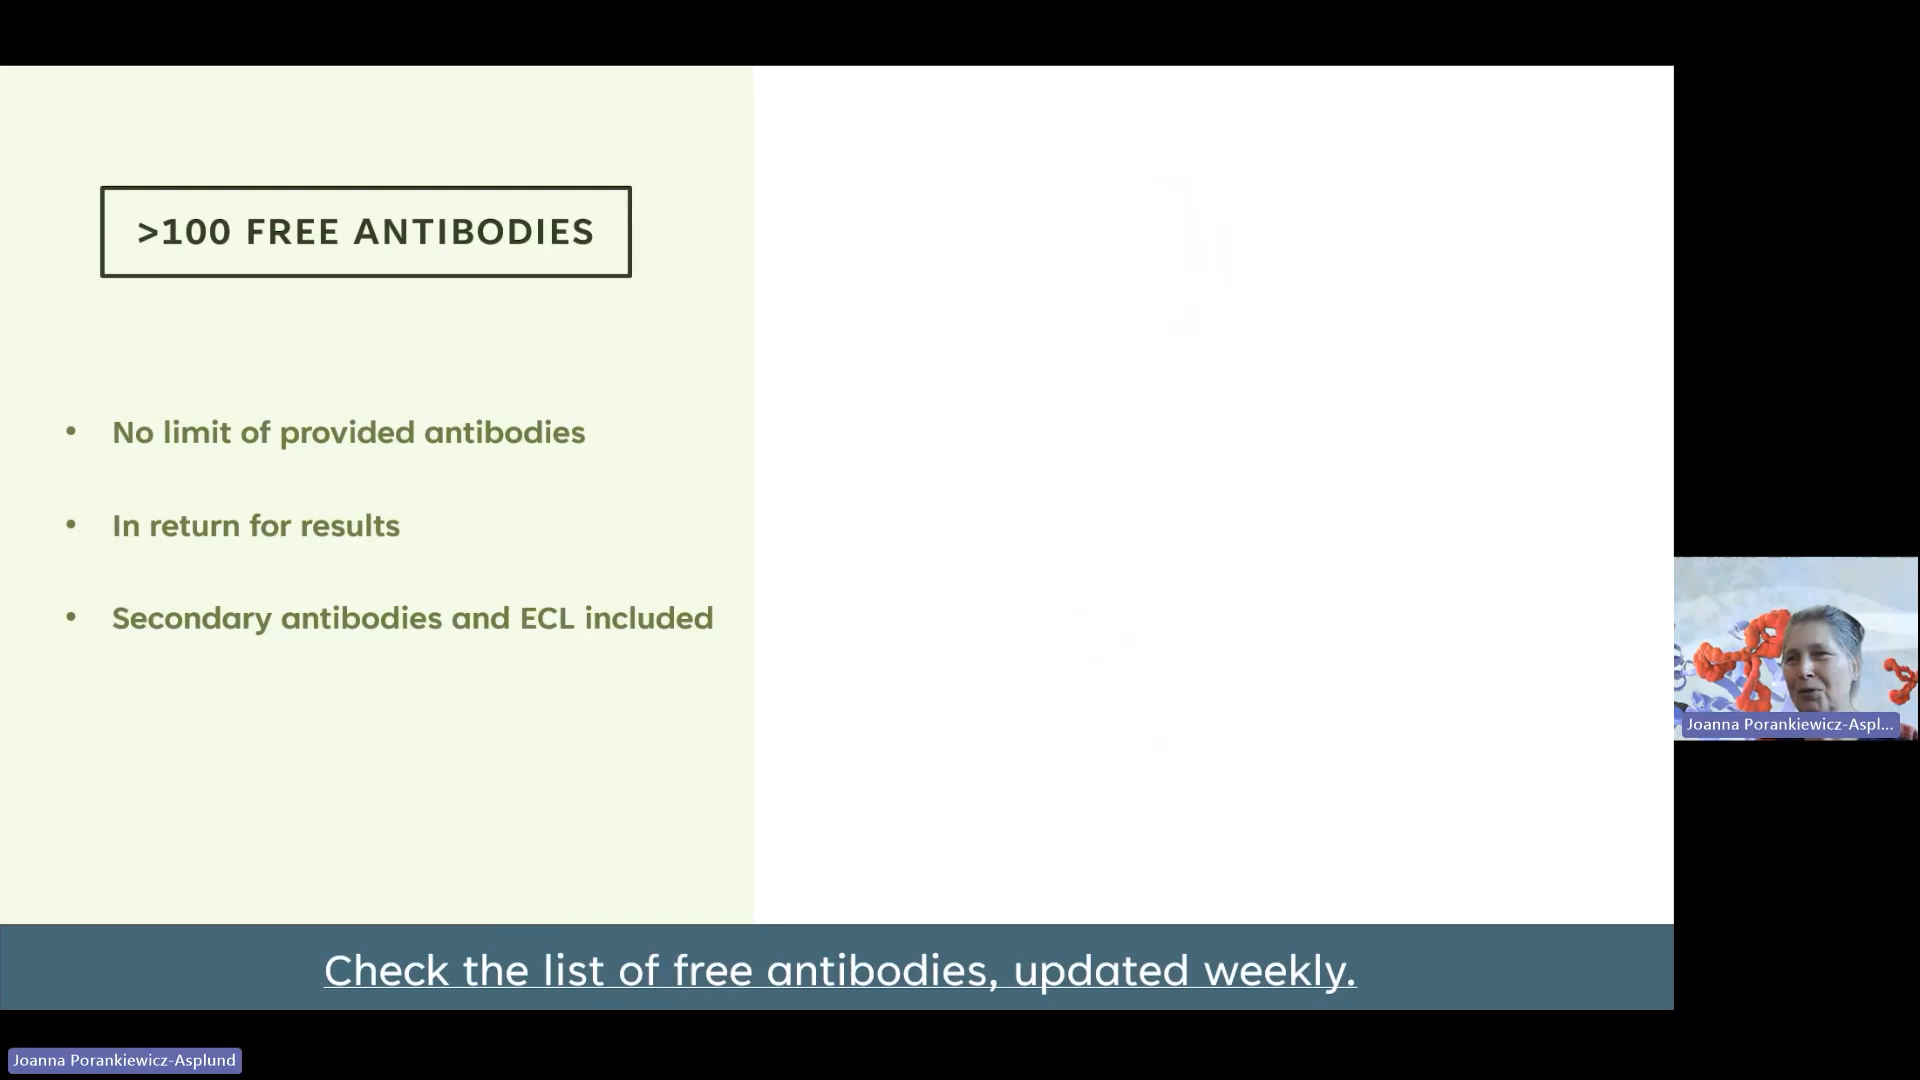 >100 FREE ANTIBODIES
• No limit of provided antibodies
• In return for results
• Secondary antibodies and ECL included
Joanna Porankiewicz-Aspl...
Check the list of free antibodies, updated weekly.
Joanna Porankiewicz-Asplund